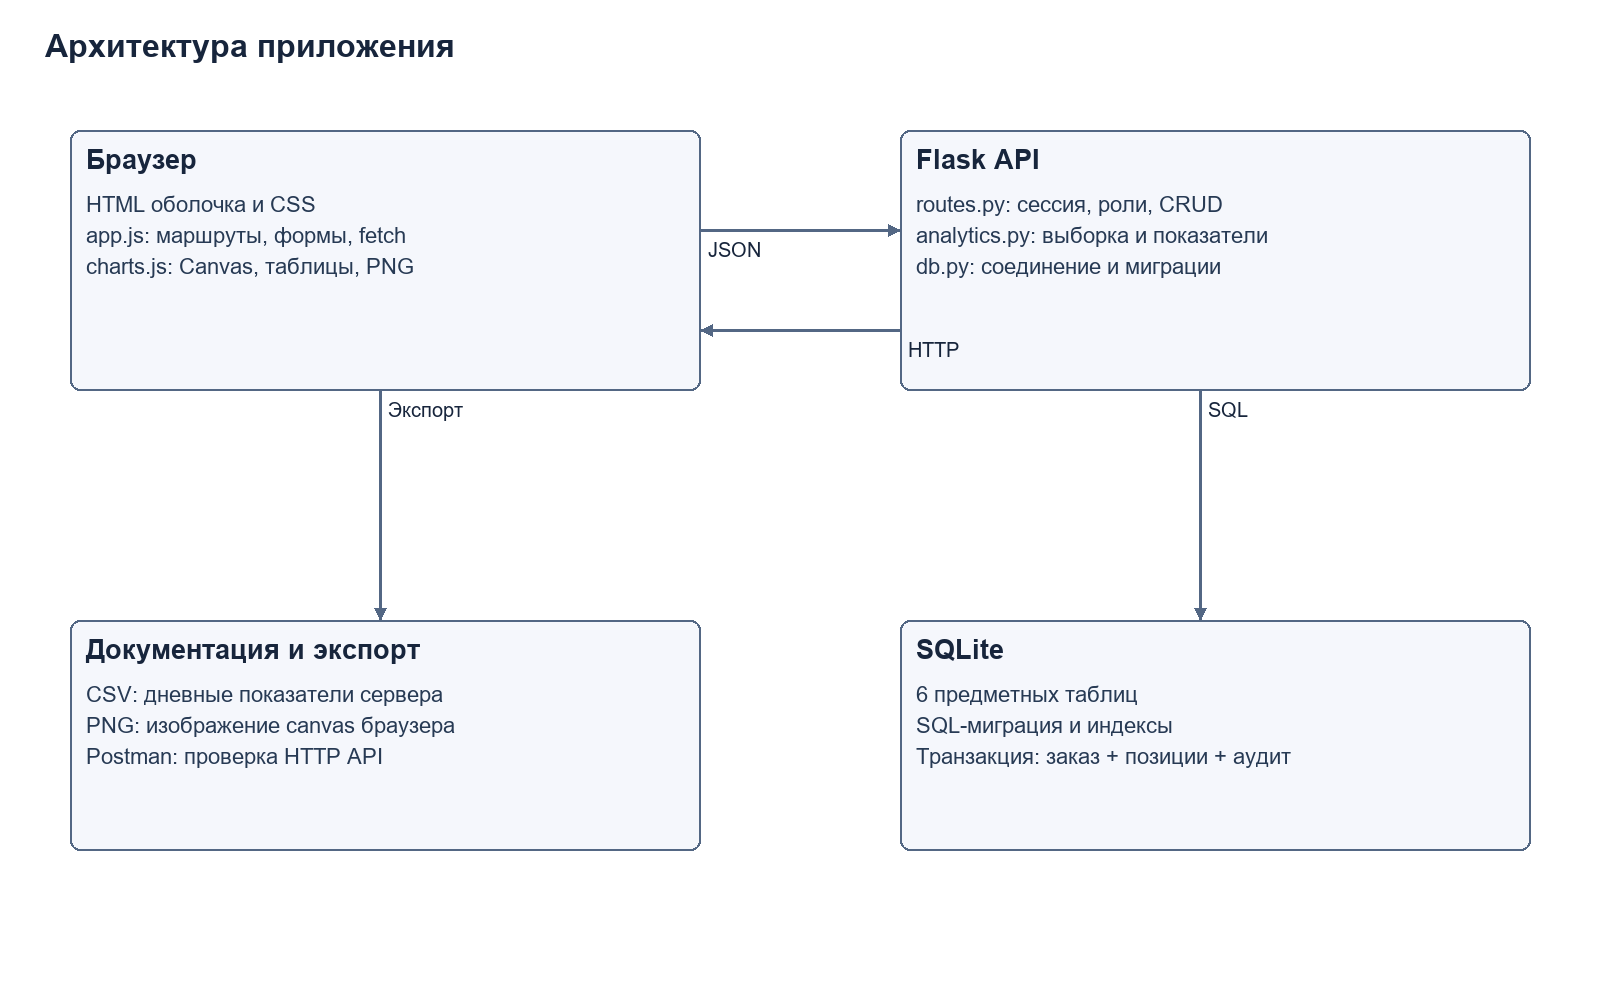 Архитектура приложения
Браузер
HTML оболочка и CSS
app.js: маршруты, формы, fetch
charts.js: Canvas, таблицы, PNG
JSON
HTTP
Flask API
routes.py: сессия, роли, CRUD
analytics.py: выборка и показатели
db.py: соединение и миграции
Экспорт
SQL
Документация и экспорт
CSV: дневные показатели сервера
PNG: изображение canvas браузера
Postman: проверка HTTP API
SQLite
6 предметных таблиц
SQL-миграция и индексы
Транзакция: заказ + позиции + аудит